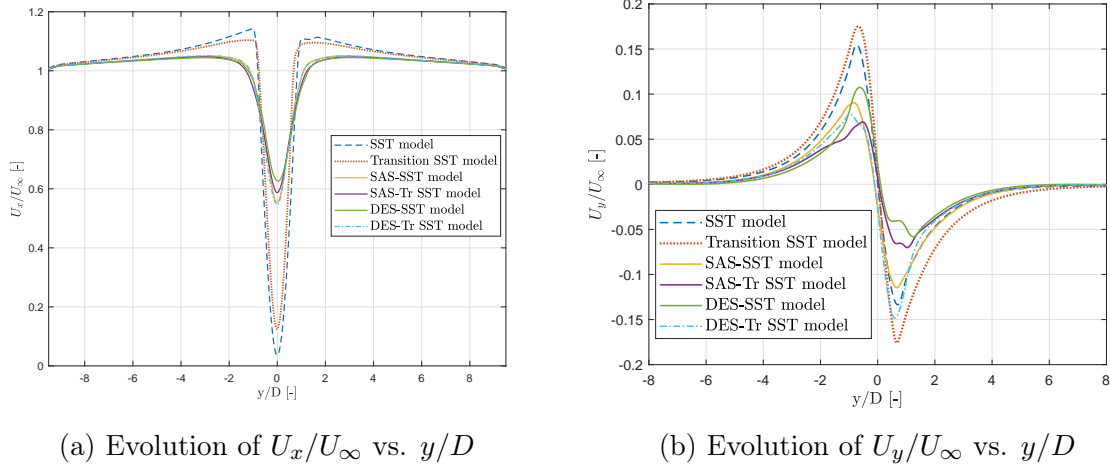 1.2
1
0.8
0.6
0.4
0.2
0
U_x/U_∞ [-]
SST model
Transition SST model
SAS-SST model
SAS-Tr SST model
DES-SST model
DES-Tr SST model
-8 -6 -4 -2 0 2 4 6 8
y/D [-]
(a) Evolution of U_x/U_∞ vs. y/D
0.2
0.15
0.1
0.05
0
-0.05
-0.1
-0.15
-0.2
U_y/U_∞ [-]
SST model
Transition SST model
SAS-SST model
SAS-Tr SST model
DES-SST model
DES-Tr SST model
-8 -6 -4 -2 0 2 4 6 8
y/D [-]
(b) Evolution of U_y/U_∞ vs. y/D